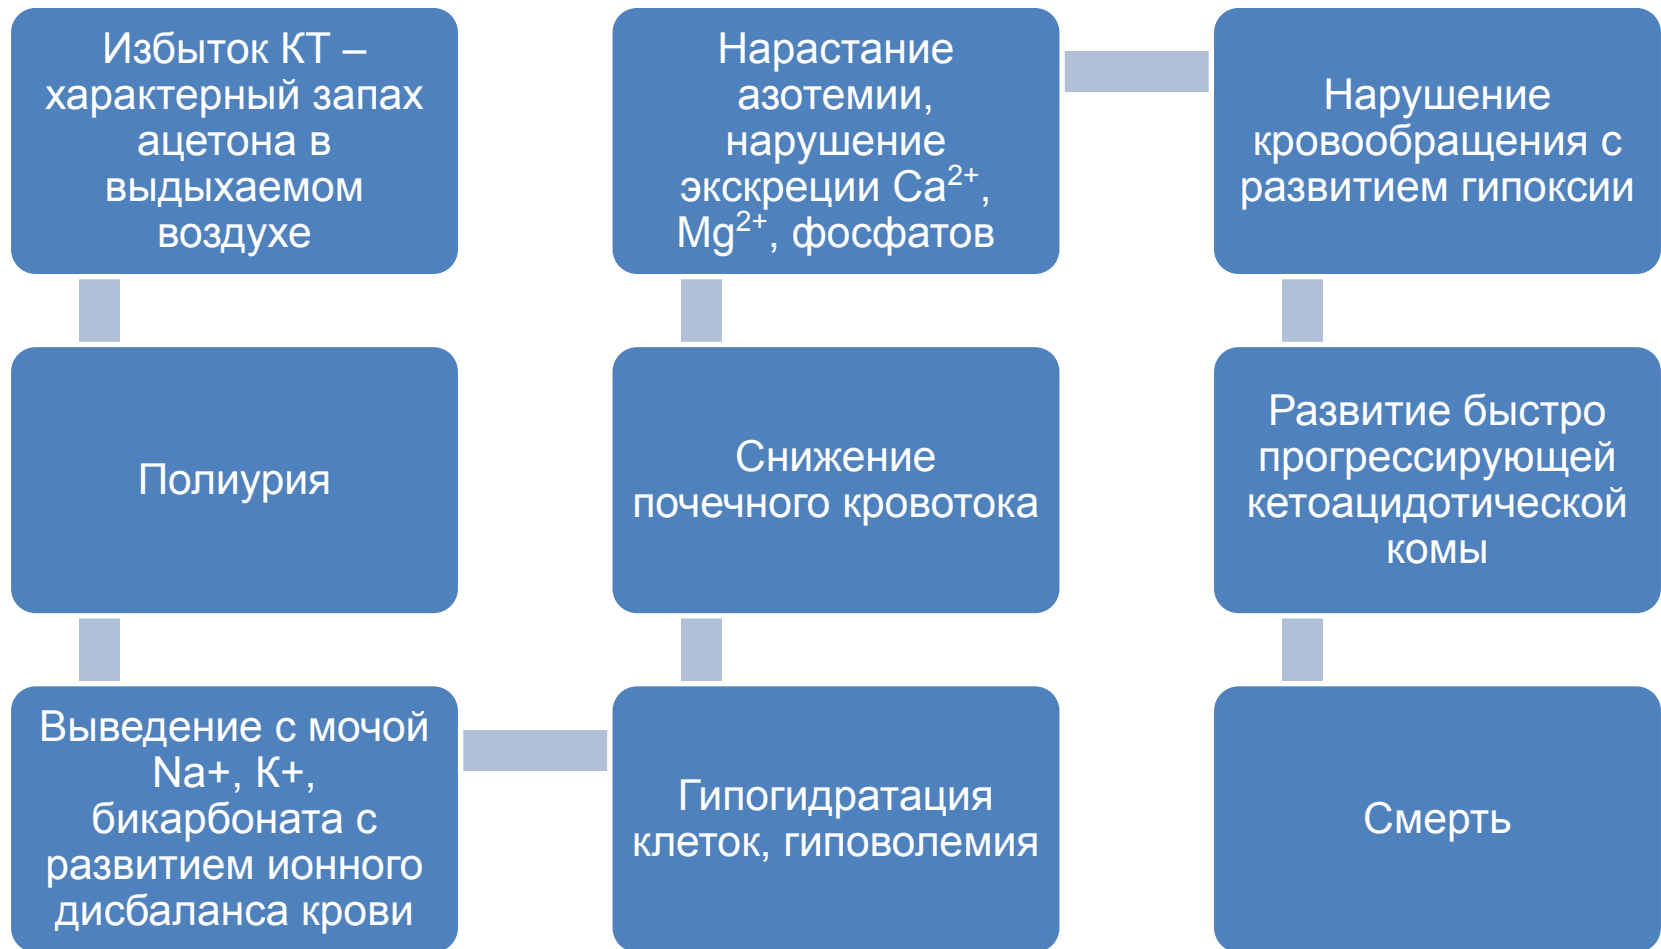 Избыток КТ –
характерный запах
ацетона в
выдыхаемом
воздухе
Полиурия
Выведение с мочой
Na+, К+,
бикарбоната с
развитием ионного
дисбаланса крови
Гипогидратация
клеток, гиповолемия
Снижение
почечного кровотока
Нарастание
азотемии,
нарушение
экскреции Ca²⁺,
Mg²⁺, фосфатов
Нарушение
кровообращения с
развитием гипоксии
Развитие быстро
прогрессирующей
кетоацидотической
комы
Смерть